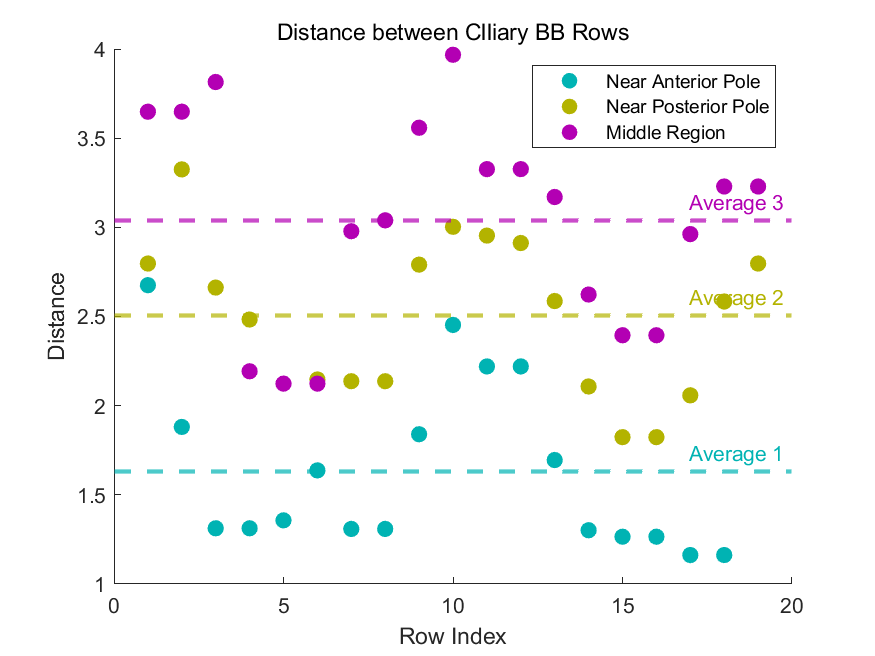 Distance between CIliary BB Rows
4
3.5
3
2.5
2
1.5
1
Distance
Near Anterior Pole
Near Posterior Pole
Middle Region
Average 3
Average 2
Average 1
0
5
10
15
20
Row Index